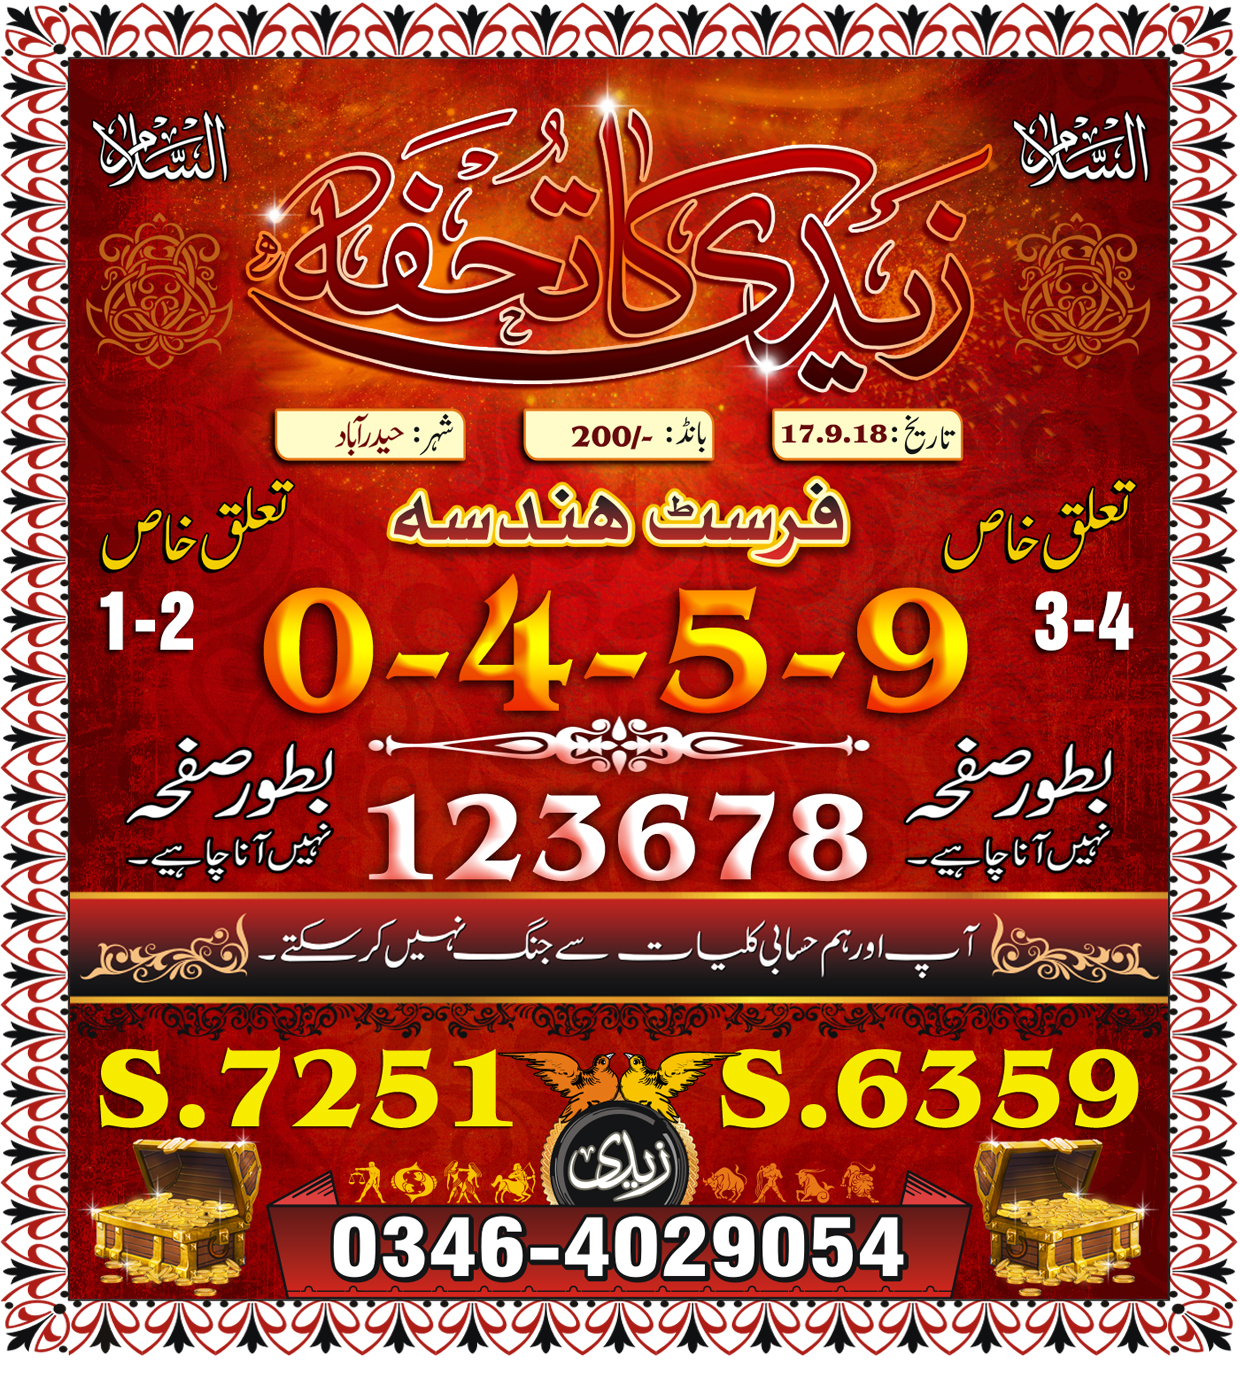 السلام
السلام
زیدی کا تحفہ
تاریخ: 17.9.18
بانڈ: 200/-
شہر: حیدرآباد
فرسٹ ھندسہ
تعلق خاص
3-4
تعلق خاص
1-2
0-4-5-9
بطور صفحہ
نہیں آنا چاہیے۔
بطور صفحہ
نہیں آنا چاہیے۔
123678
آپ اور ہم حسابی کلیات سے جنگ نہیں کر سکتے۔
S.7251
S.6359
زیدی
0346-4029054